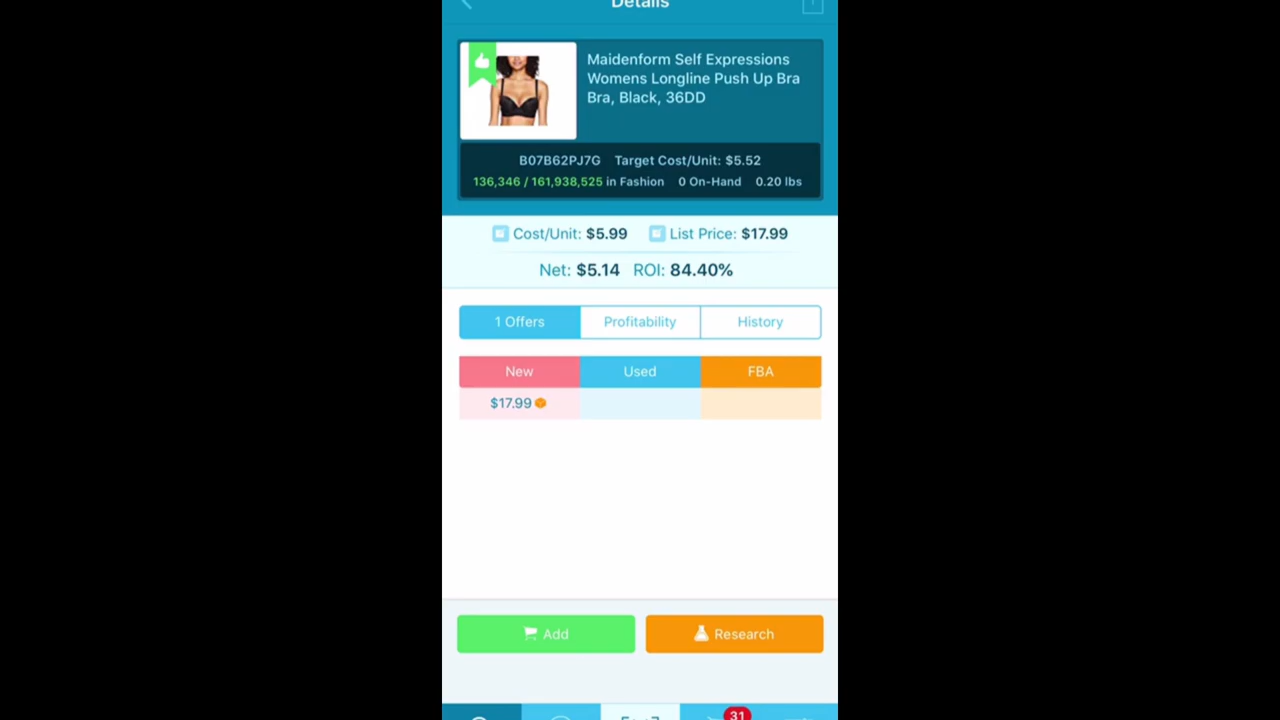 Details
Maidenform Self Expressions
Womens Longline Push Up Bra
Bra, Black, 36DD
B07B62PJ7G Target Cost/Unit: $5.52
136,346 / 161,938,525 in Fashion 0 On-Hand 0.20 lbs
Cost/Unit: $5.99 List Price: $17.99
Net: $5.14 ROI: 84.40%
1 Offers Profitability History
New Used FBA
$17.99
Add Research
31